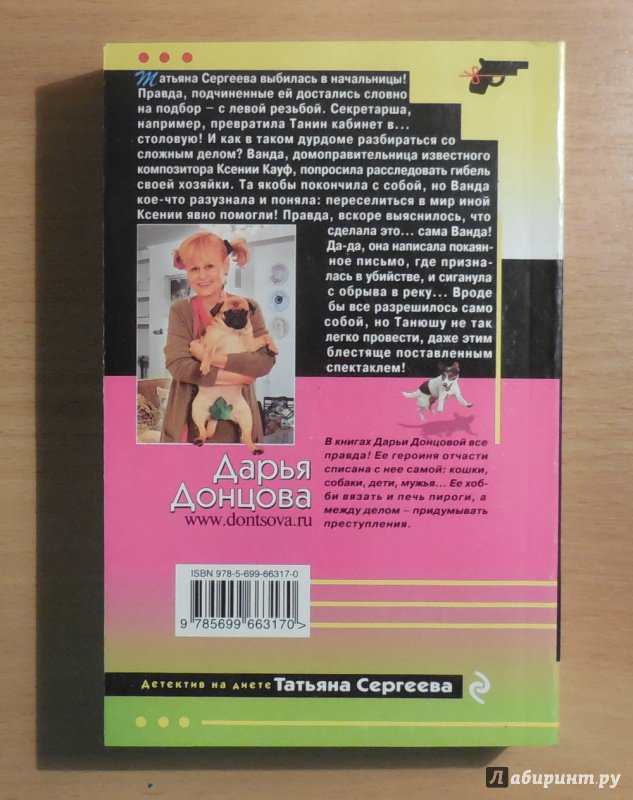 Татьяна Сергеева выбилась в начальницы!
Правда, подчиненные ей достались словно
на подбор – с левой резьбой. Секретарша,
например, превратила Танин кабинет в...
столовую! И как в таком дурдоме разбираться со
сложным делом? Ванда, домоправительница известного
композитора Ксении Кауф, попросила расследовать гибель
своей хозяйки. Та якобы покончила с собой, но Ванда
кое-что разузнала и поняла: переселиться в мир иной
Ксении явно помогли! Правда, вскоре выяснилось, что
сделала это... сама Ванда!
Да-да, она написала покаян-
ное письмо, где призна-
лась в убийстве, и сиганула
с обрыва в реку... Вроде
бы все разрешилось само
собой, но Танюшу не так
легко провести, даже этим
блестяще поставленным
спектаклем!
Дарья
Донцова
www.dontsova.ru
В книгах Дарьи Донцовой все
правда! Ее героиня отчасти
списана с нее самой: кошки,
собаки, дети, мужья... Ее хоб-
би вязать и печь пироги, а
между делом – придумывать
преступления.
ISBN 978-5-699-66317-0
9 785699 663170 >
Детектив на диете Татьяна Сергеева
Лабиринт.ру